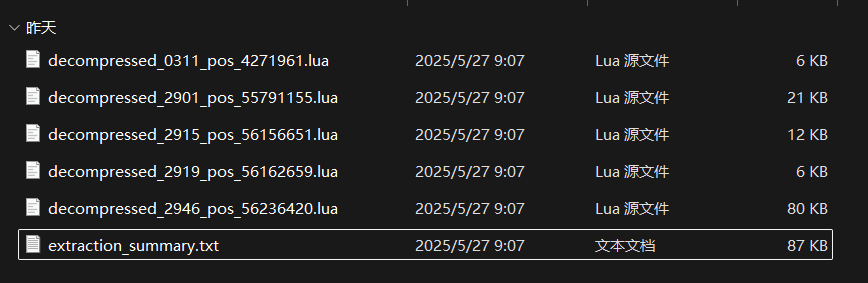 昨天
decompressed_0311_pos_4271961.lua 2025/5/27 9:07 Lua 源文件 6 KB
decompressed_2901_pos_55791155.lua 2025/5/27 9:07 Lua 源文件 21 KB
decompressed_2915_pos_56156651.lua 2025/5/27 9:07 Lua 源文件 12 KB
decompressed_2919_pos_56162659.lua 2025/5/27 9:07 Lua 源文件 6 KB
decompressed_2946_pos_56236420.lua 2025/5/27 9:07 Lua 源文件 80 KB
extraction_summary.txt 2025/5/27 9:07 文本文档 87 KB